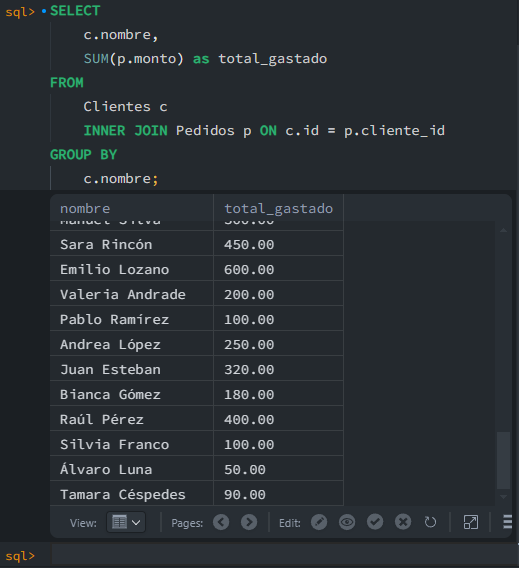 sql> SELECT
c.nombre,
SUM(p.monto) as total_gastado
FROM
Clientes c
INNER JOIN Pedidos p ON c.id = p.cliente_id
GROUP BY
c.nombre;
nombre total_gastado
Manuel Silva
Sara Rincón 450.00
Emilio Lozano 600.00
Valeria Andrade 200.00
Pablo Ramírez 100.00
Andrea López 250.00
Juan Esteban 320.00
Bianca Gómez 180.00
Raúl Pérez 400.00
Silvia Franco 100.00
Álvaro Luna 50.00
Tamara Céspedes 90.00
View: Pages: Edit:
sql>